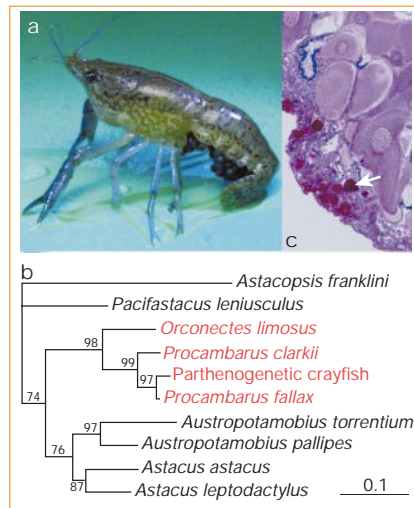 a
C
b
Astacopsis franklini
Pacifastacus leniusculus
Orconectes limosus
98
Procambarus clarkii
99
Parthenogenetic crayfish
97
Procambarus fallax
74
Austropotamobius torrentium
97
Austropotamobius pallipes
76
Astacus astacus
87
Astacus leptodactylus
0.1